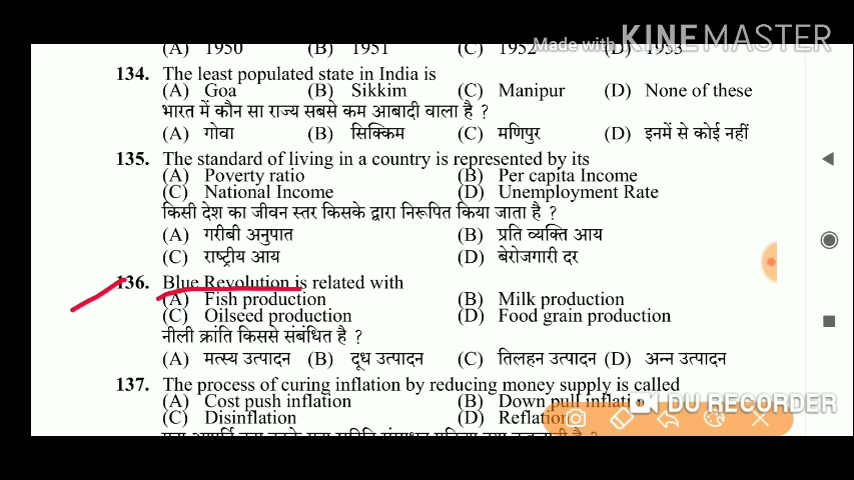 Made with KINEMASTER
(A) 1950 (B) 1951 (C) 1952 (D) 1953
134. The least populated state in India is
(A) Goa (B) Sikkim (C) Manipur (D) None of these
भारत में कौन सा राज्य सबसे कम आबादी वाला है ?
(A) गोवा (B) सिक्किम (C) मणिपुर (D) इनमें से कोई नहीं
135. The standard of living in a country is represented by its
(A) Poverty ratio (B) Per capita Income
(C) National Income (D) Unemployment Rate
किसी देश का जीवन स्तर किसके द्वारा निरूपित किया जाता है ?
(A) गरीबी अनुपात (B) प्रति व्यक्ति आय
(C) राष्ट्रीय आय (D) बेरोजगारी दर
136. Blue Revolution is related with
(A) Fish production (B) Milk production
(C) Oilseed production (D) Food grain production
नीली क्रांति किससे संबंधित है ?
(A) मत्स्य उत्पादन (B) दूध उत्पादन (C) तिलहन उत्पादन (D) अन्न उत्पादन
137. The process of curing inflation by reducing money supply is called
(A) Cost push inflation (B) Down pull inflatio
DU RECORDER
(C) Disinflation (D) Reflation